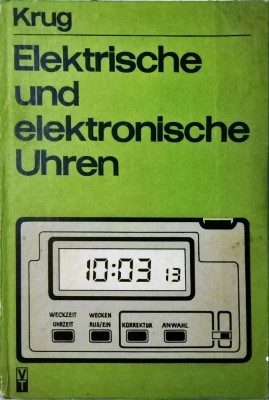 Krug
Elektrische
und
elektronische
Uhren
10:03 13
WECKZEIT WECKEN
UHRZEIT AUS/EIN KORREKTUR ANWAHL
VT